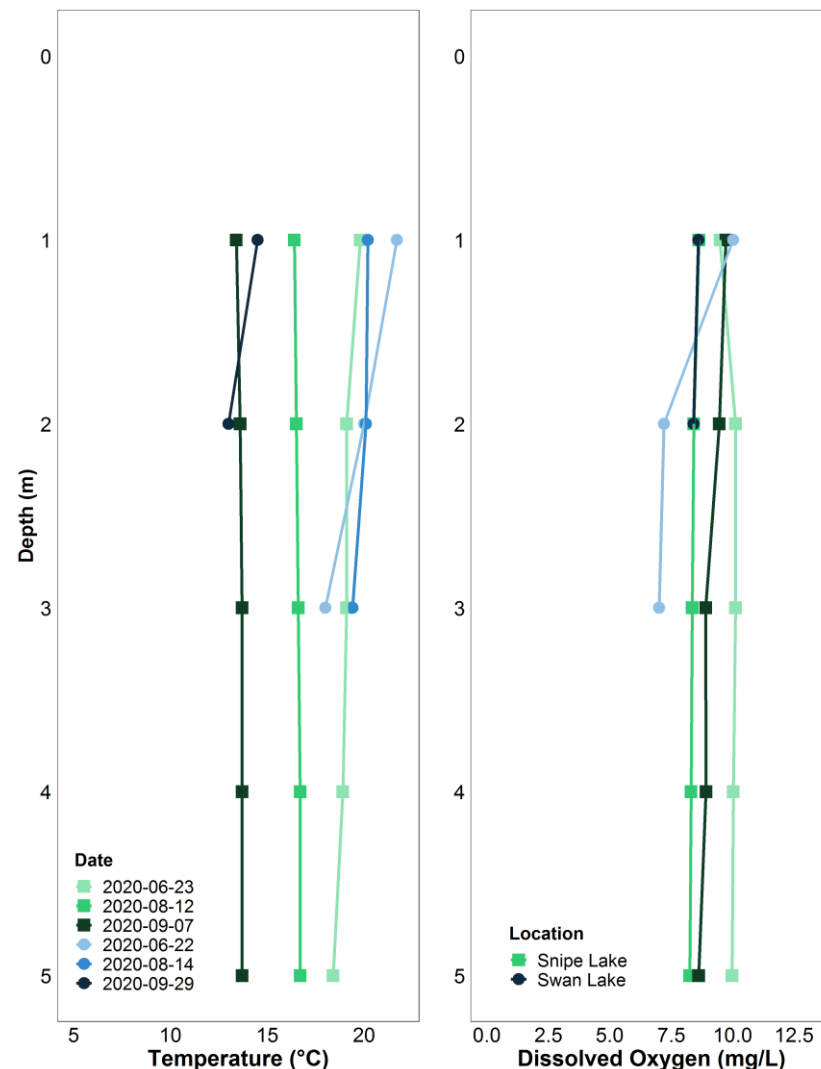 0
1
2
3
4
5
Depth (m)
Date
2020-06-23
2020-08-12
2020-09-07
2020-06-22
2020-08-14
2020-09-29
5 10 15 20
Temperature (°C)
0
1
2
3
4
5
Location
Snipe Lake
Swan Lake
0.0 2.5 5.0 7.5 10.0 12.5
Dissolved Oxygen (mg/L)